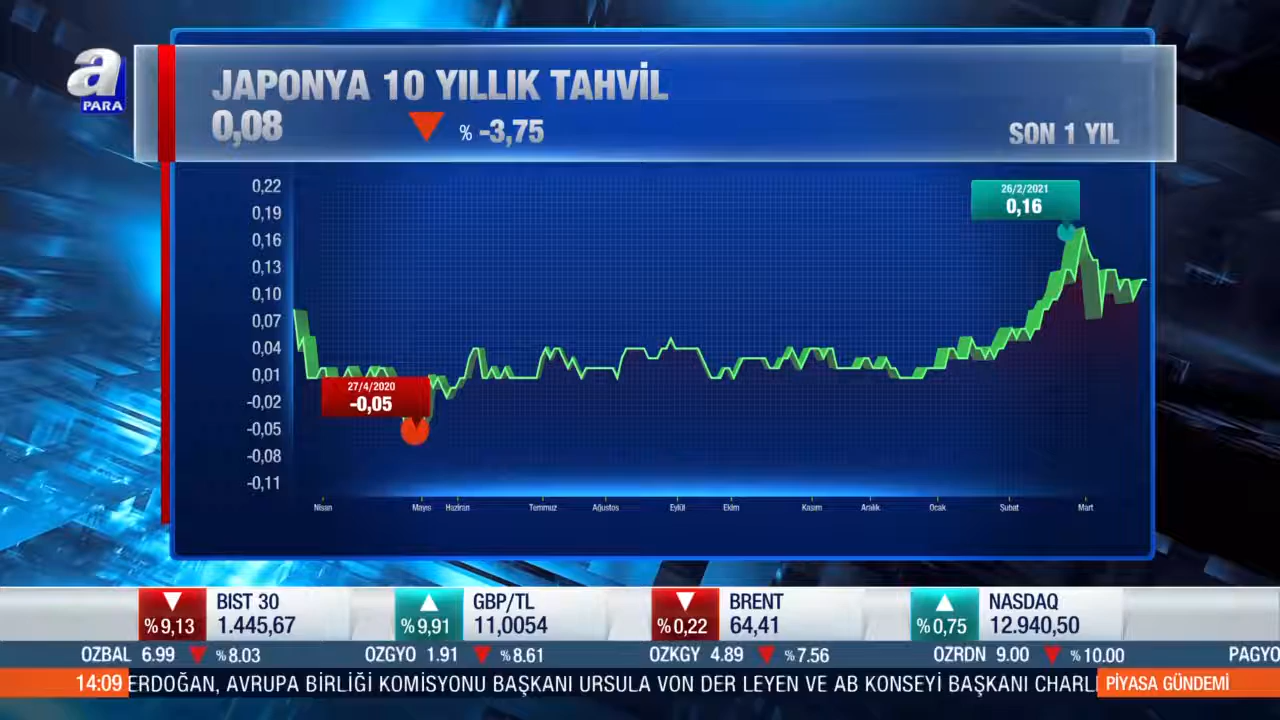 a
PARA
JAPONYA 10 YILLIK TAHVİL
0,08 % -3,75
SON 1 YIL
0,22
0,19
0,16
0,13
0,10
0,07
0,04
0,01
-0,02
-0,05
-0,08
-0,11
26/2/2021
0,16
27/4/2020
-0,05
Nisan Mayıs Haziran Temmuz Ağustos Eylül Ekim Kasım Aralık Ocak Şubat Mart
%9,13 BIST 30 1.445,67
%9,91 GBP/TL 11,0054
%0,22 BRENT 64,41
%0,75 NASDAQ 12.940,50
OZBAL 6.99 %8.03 OZGYO 1.91 %8.61 OZKGY 4.89 %7.56 OZRDN 9.00 %10.00 PAGYO
14:09 ERDOĞAN, AVRUPA BİRLİĞİ KOMİSYONU BAŞKANI URSULA VON DER LEYEN VE AB KONSEYİ BAŞKANI CHARL PİYASA GÜNDEMİ